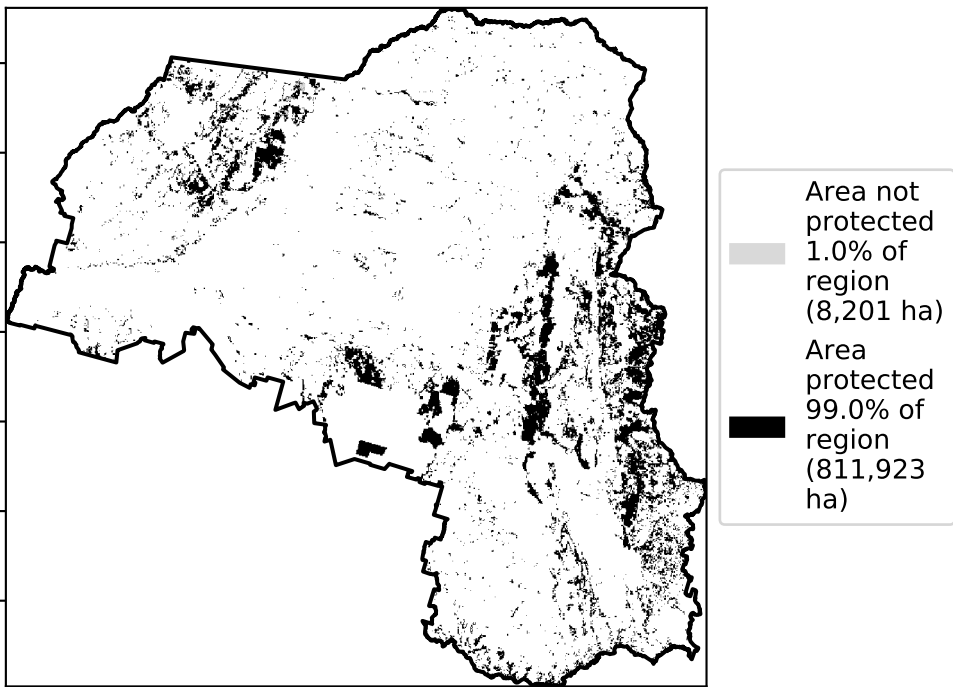 Area not
protected
1.0% of
region
(8,201 ha)
Area
protected
99.0% of
region
(811,923
ha)